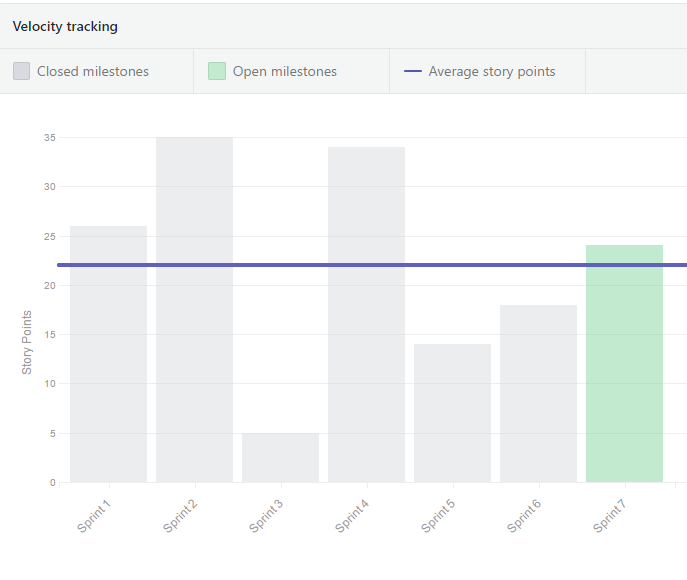 Velocity tracking
Closed milestones
Open milestones
Average story points
35
30
25
20
15
10
5
0
Story Points
Sprint 1
Sprint 2
Sprint 3
Sprint 4
Sprint 5
Sprint 6
Sprint 7